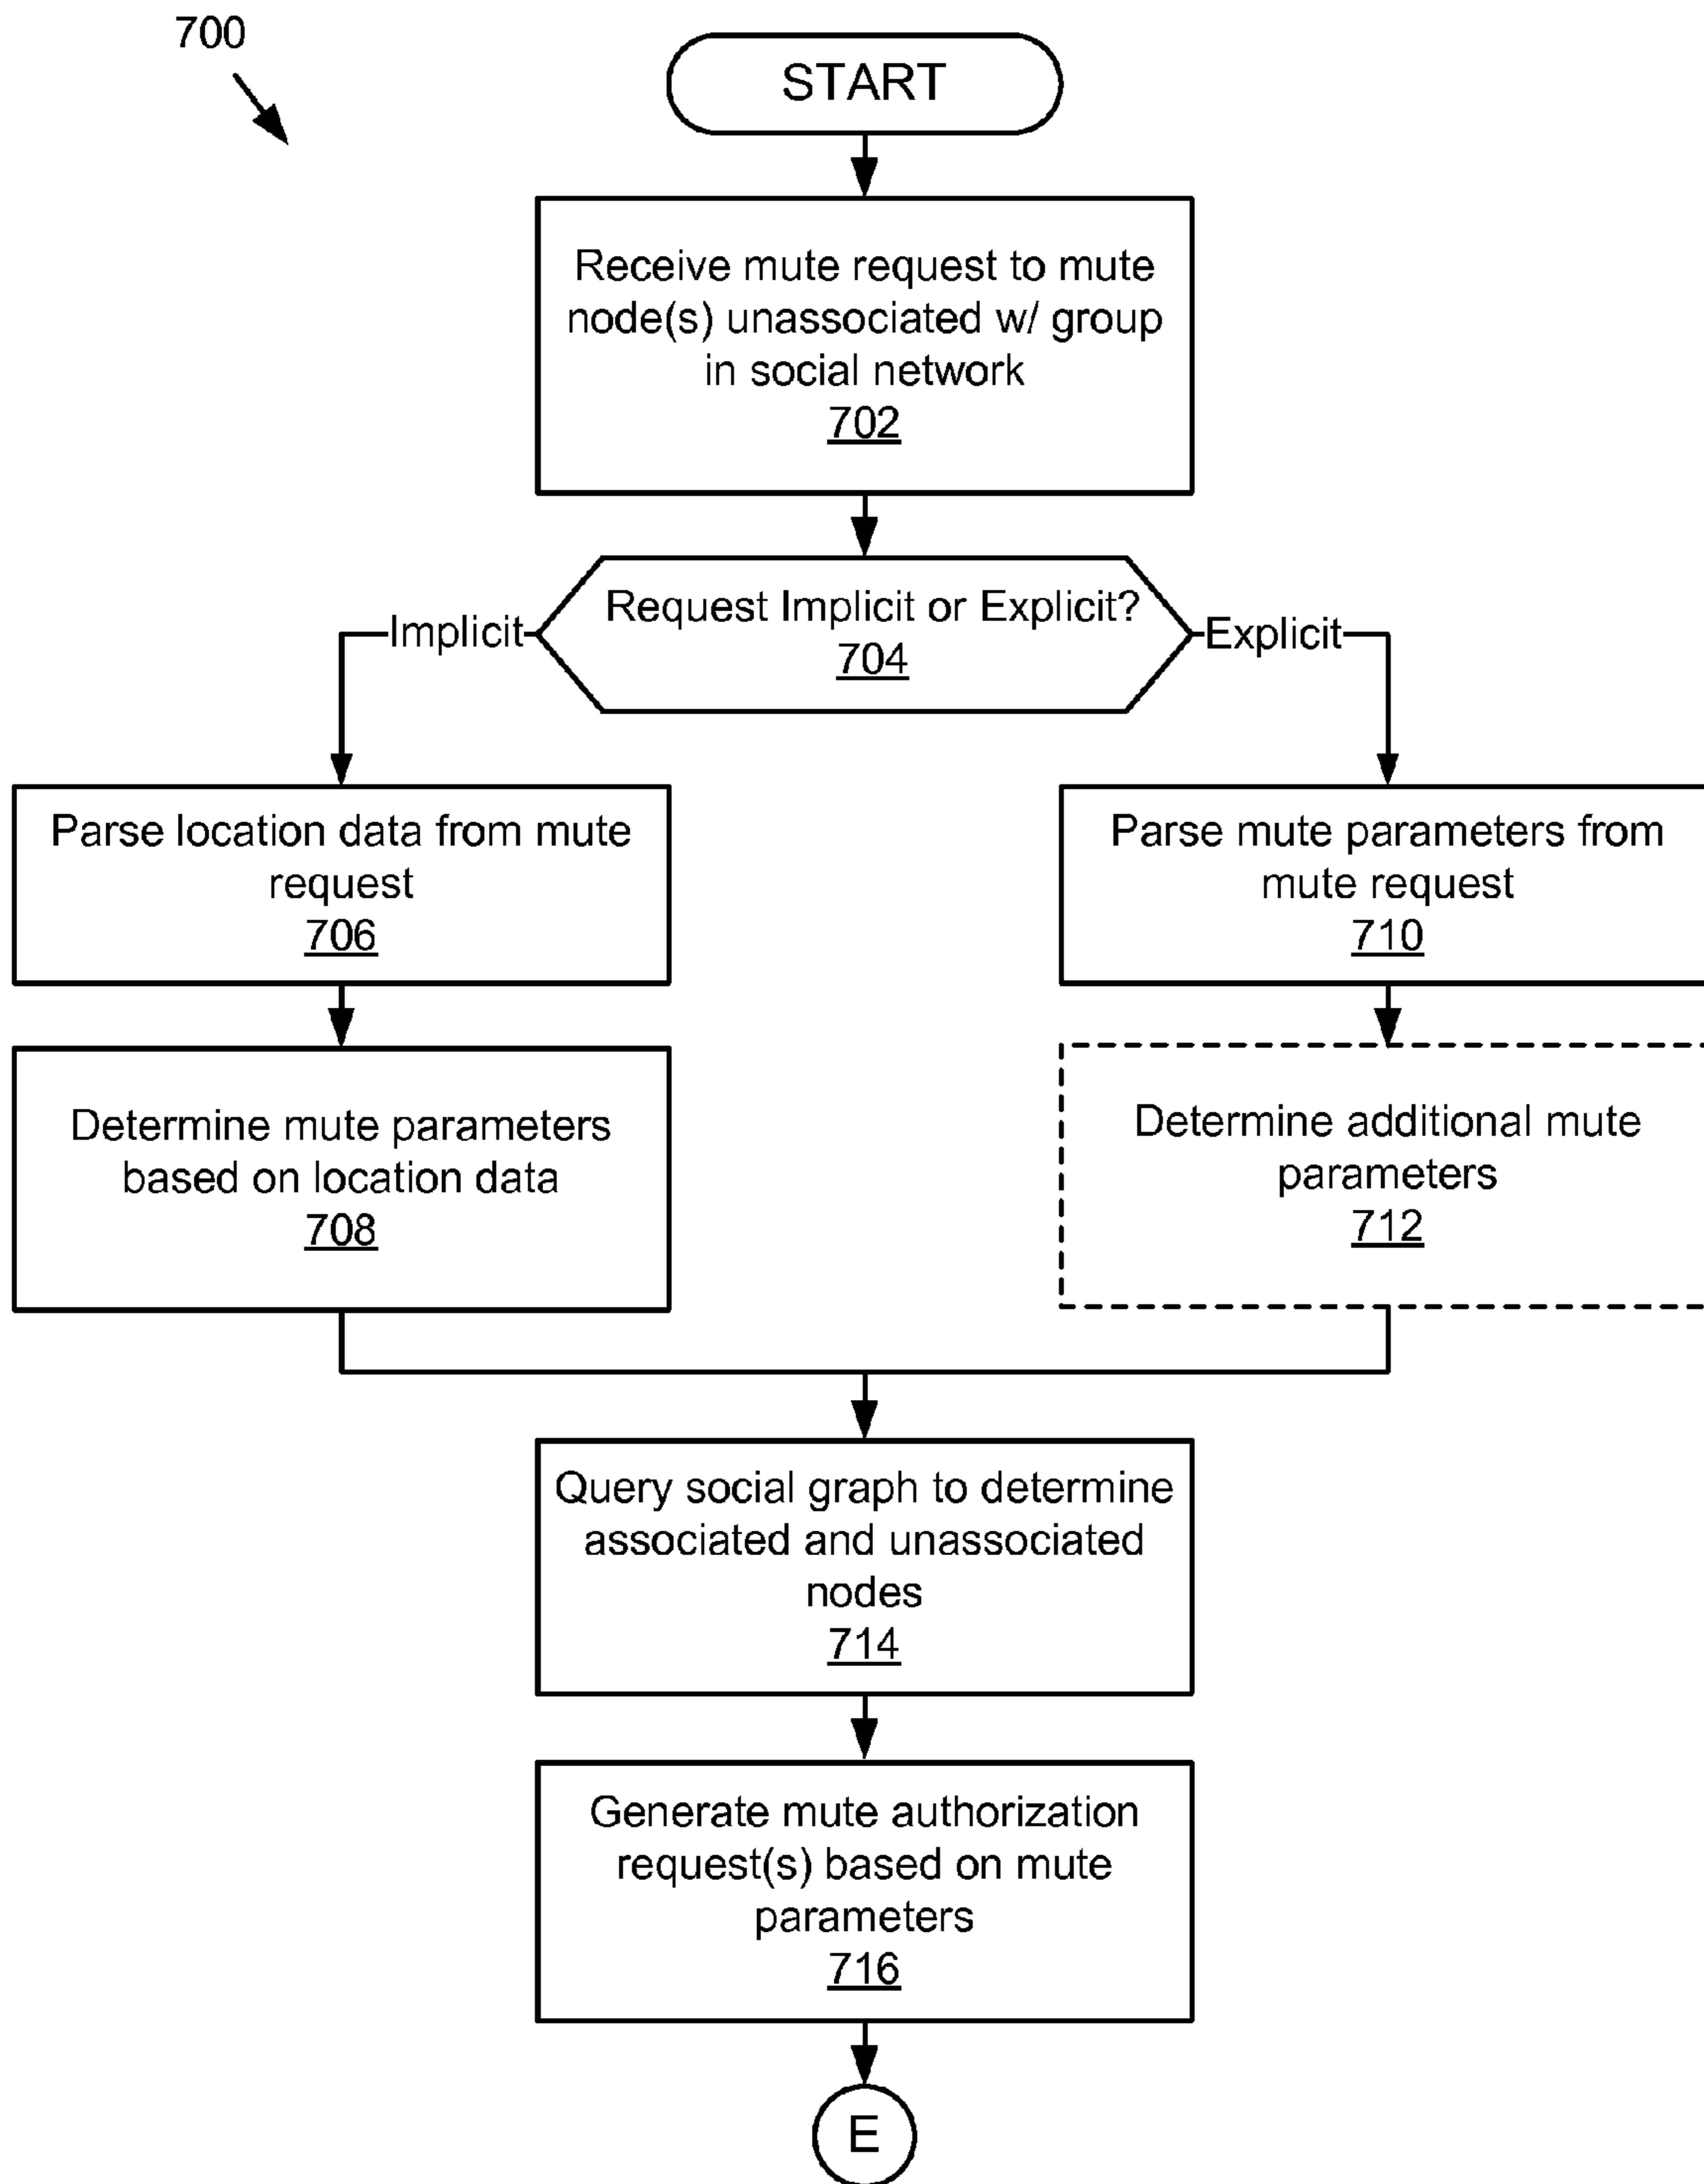 700
START
Receive mute request to mute
node(s) unassociated w/ group
in social network
702
Request Implicit or Explicit?
704
Implicit
Explicit
Parse location data from mute
request
706
Parse mute parameters from
mute request
710
Determine mute parameters
based on location data
708
Determine additional mute
parameters
712
Query social graph to determine
associated and unassociated
nodes
714
Generate mute authorization
request(s) based on mute
parameters
716
E